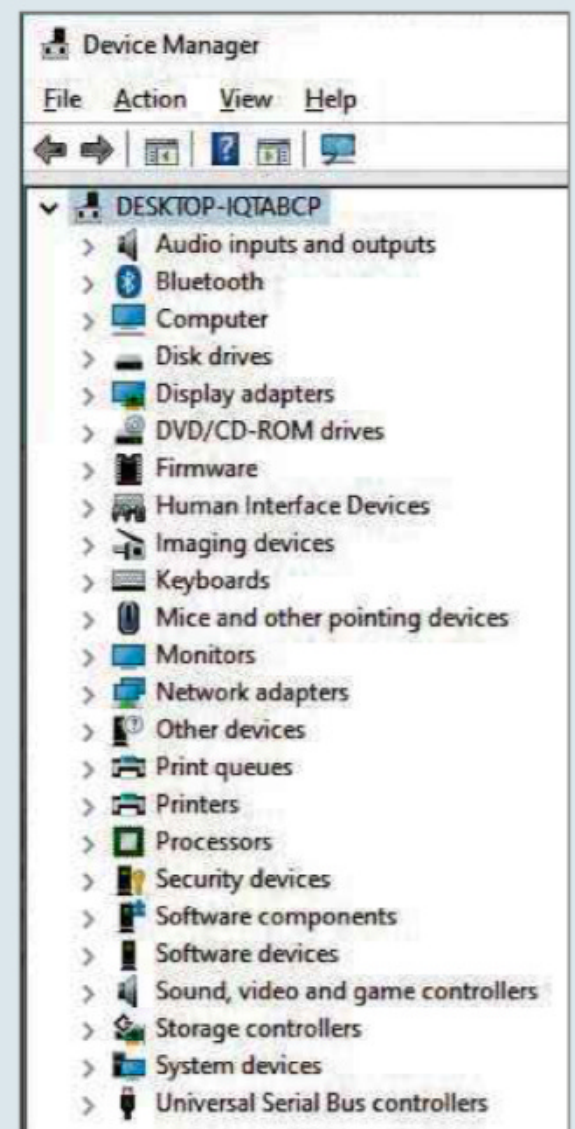 Device Manager
File Action View Help
DESKTOP-IQTABCP
Audio inputs and outputs
Bluetooth
Computer
Disk drives
Display adapters
DVD/CD-ROM drives
Firmware
Human Interface Devices
Imaging devices
Keyboards
Mice and other pointing devices
Monitors
Network adapters
Other devices
Print queues
Printers
Processors
Security devices
Software components
Software devices
Sound, video and game controllers
Storage controllers
System devices
Universal Serial Bus controllers